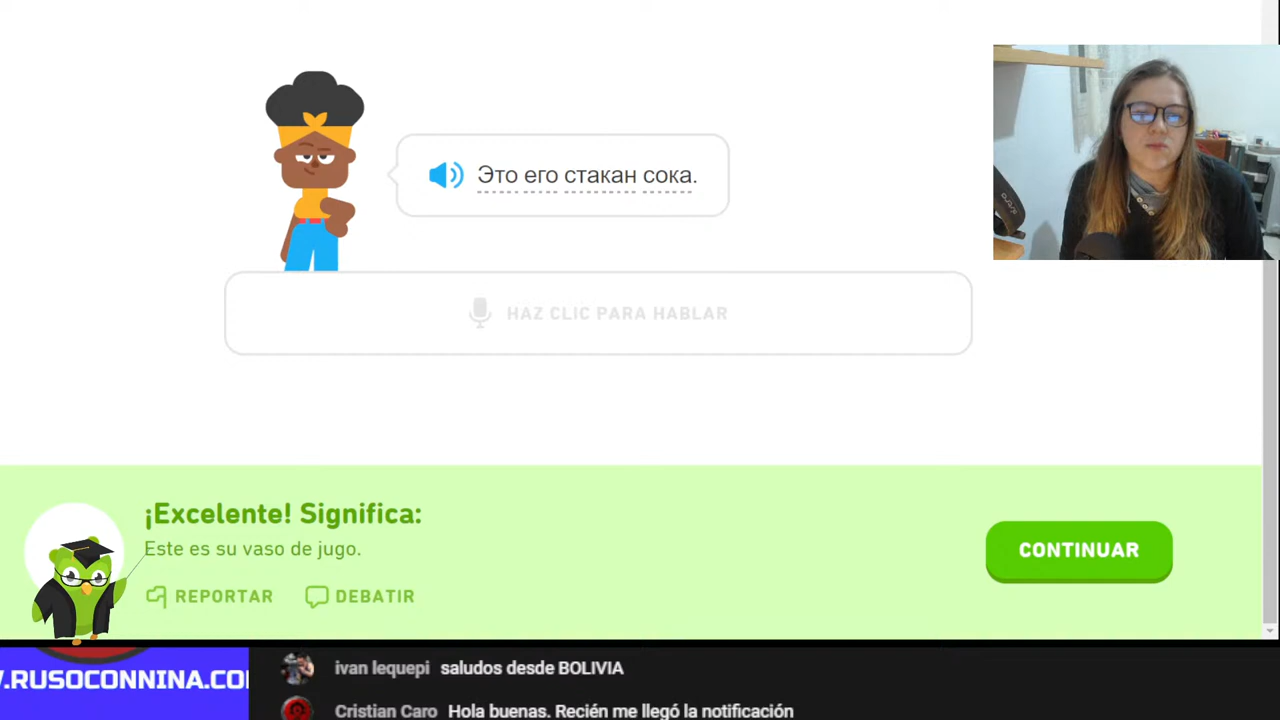 Это его стакан сока.
HAZ CLIC PARA HABLAR
¡Excelente! Significa:
Este es su vaso de jugo.
REPORTAR
DEBATIR
CONTINUAR
.RUSOCONNINA.CO
ivan lequepi saludos desde BOLIVIA
Cristian Caro Hola buenas. Recién me llegó la notificación